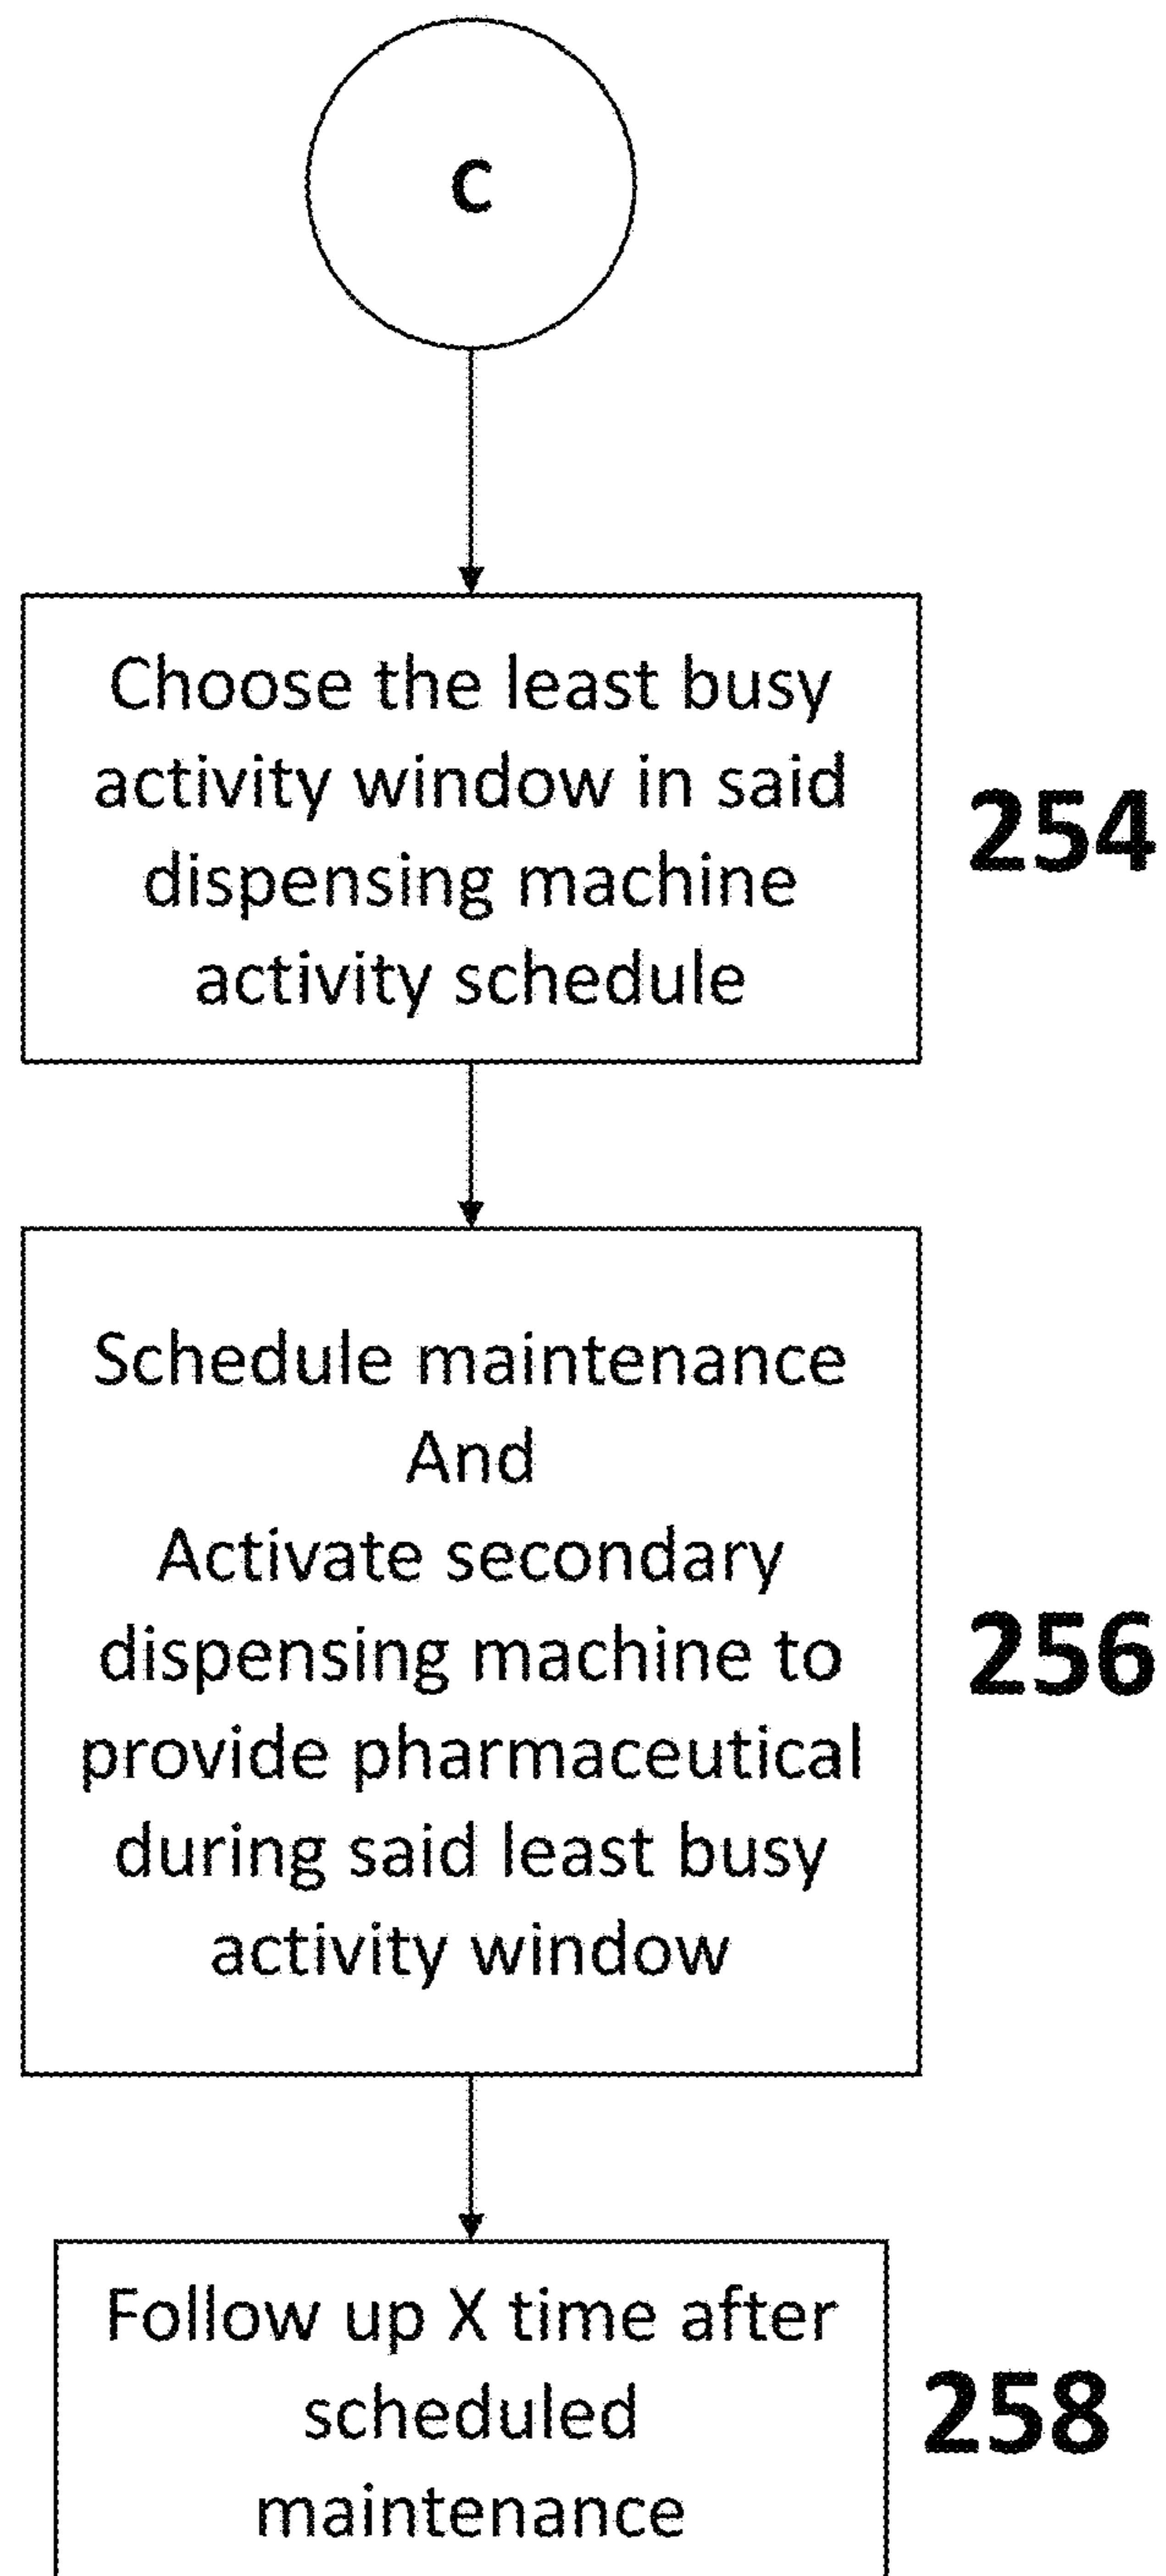 C
Choose the least busy
activity window in said
dispensing machine
activity schedule
254
Schedule maintenance
And
Activate secondary
dispensing machine to
provide pharmaceutical
during said least busy
activity window
256
Follow up X time after
scheduled
maintenance
258